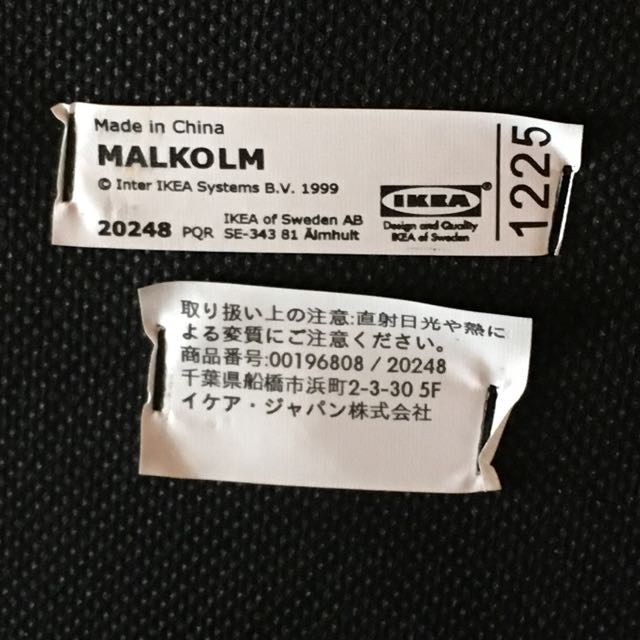 Made in China
MALKOLM
© Inter IKEA Systems B.V. 1999
20248 PQR IKEA of Sweden AB
SE-343 81 Älmhult
IKEA®
Design and Quality
IKEA of Sweden
1225
取り扱い上の注意:直射日光や熱に
よる変質にご注意ください。
商品番号:00196808 / 20248
千葉県船橋市浜町2-3-30 5F
イケア・ジャパン株式会社